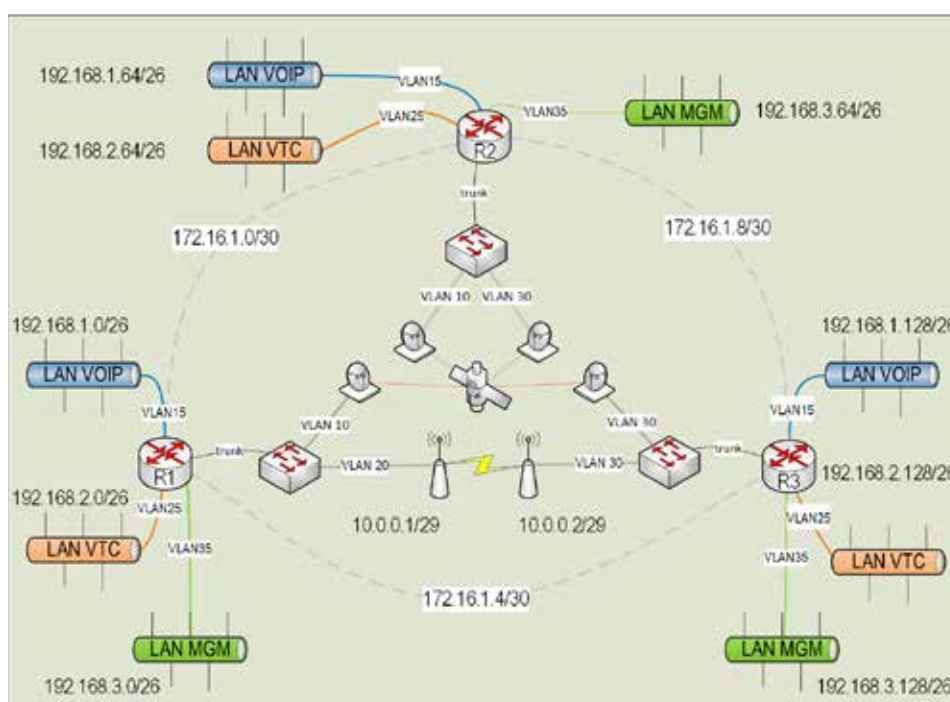 192.168.1.64/26
LAN VOIP
VLAN15
192.168.2.64/26
LAN VTC
VLAN25
R2
VLAN35
LAN MGM
192.168.3.64/26
trunk
172.16.1.0/30
172.16.1.8/30
VLAN 10
VLAN 30
192.168.1.0/26
LAN VOIP
VLAN15
VLAN 10
VLAN 30
192.168.1.128/26
LAN VOIP
VLAN15
R1
trunk
VLAN 20
VLAN 30
trunk
R3
192.168.2.128/26
192.168.2.0/26
VLAN25
LAN VTC
VLAN35
10.0.0.1/29
10.0.0.2/29
VLAN25
VLAN35
LAN VTC
172.16.1.4/30
LAN MGM
192.168.3.0/26
LAN MGM
192.168.3.128/26